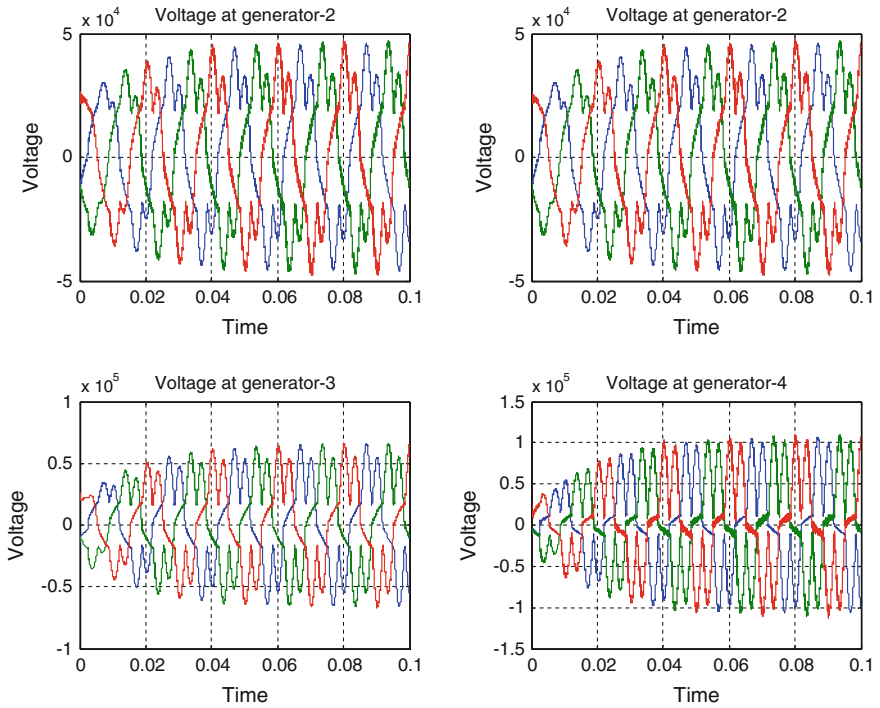 x 10^4
Voltage at generator-2
5
0
-5
Voltage
0 0.02 0.04 0.06 0.08 0.1
Time
x 10^4
Voltage at generator-2
5
0
-5
Voltage
0 0.02 0.04 0.06 0.08 0.1
Time
x 10^5
Voltage at generator-3
1
0.5
0
-0.5
-1
Voltage
0 0.02 0.04 0.06 0.08 0.1
Time
x 10^5
Voltage at generator-4
1.5
1
0.5
0
-0.5
-1
-1.5
Voltage
0 0.02 0.04 0.06 0.08 0.1
Time